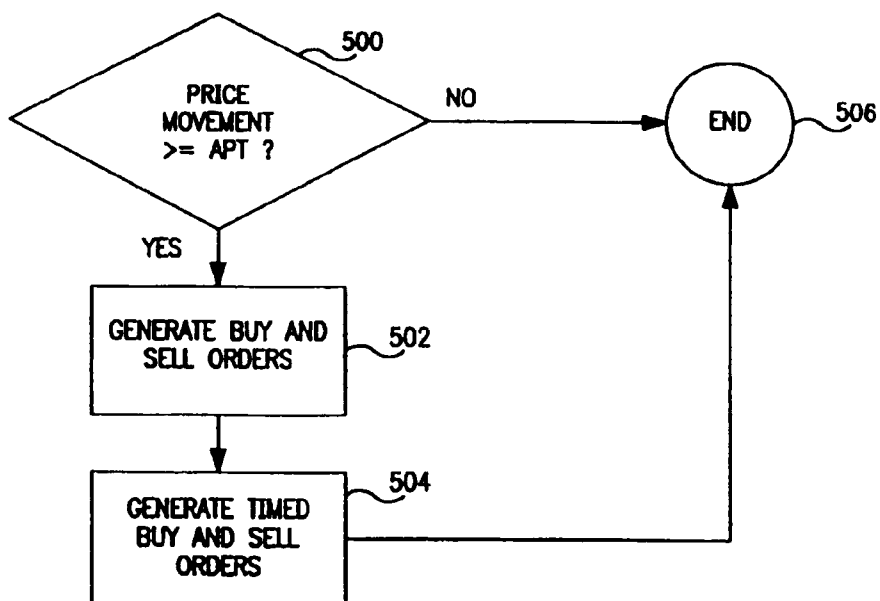 500
PRICE
MOVEMENT
>= APT ?
NO
END
506
YES
GENERATE BUY AND
SELL ORDERS
502
504
GENERATE TIMED
BUY AND SELL
ORDERS